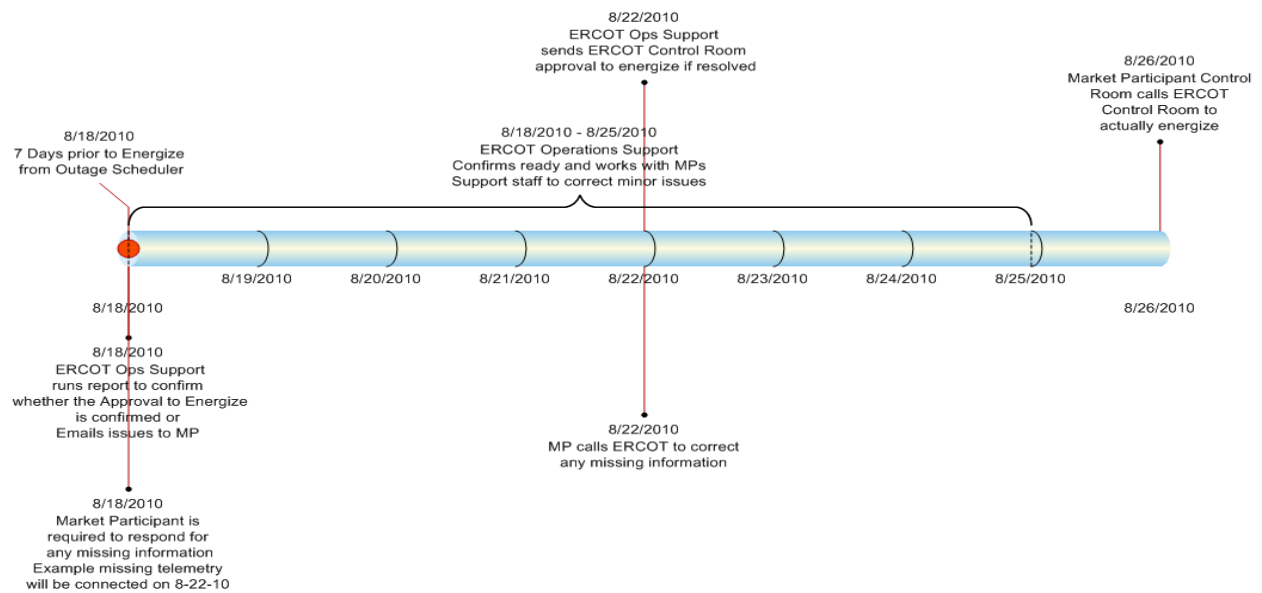 8/22/2010
ERCOT Ops Support
sends ERCOT Control Room
approval to energize if resolved
8/26/2010
Market Participant Control
Room calls ERCOT
Control Room to
actually energize
8/18/2010
7 Days prior to Energize
from Outage Scheduler
8/18/2010 - 8/25/2010
ERCOT Operations Support
Confirms ready and works with MPs
Support staff to correct minor issues
8/19/2010
8/20/2010
8/21/2010
8/22/2010
8/23/2010
8/24/2010
8/25/2010
8/18/2010
8/26/2010
8/18/2010
ERCOT Ops Support
runs report to confirm
whether the Approval to Energize
is confirmed or
Emails issues to MP
8/22/2010
MP calls ERCOT to correct
any missing information
8/18/2010
Market Participant is
required to respond for
any missing information
Example missing telemetry
will be connected on 8-22-10